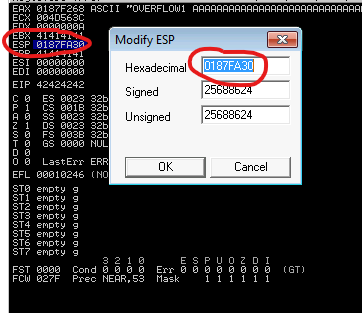 EAX 0187F268 ASCII "OVERFLOW1 AAAAAAAAAAAAAAAAAAAA
ECX 004D563C
EDX 0000000A
EBX 41414141
ESP 0187FA30
EBP 41414141
ESI 00000000
EDI 00000000
EIP 42424242
C 0 ES 0023 32b
P 1 CS 001B 32b
A 0 SS 0023 32b
Z 1 DS 0023 32b
S 0 FS 003B 32b
T 0 GS 0000 NUL
D 0
O 0 LastErr ERR
EFL 00010246 (NO
ST0 empty g
ST1 empty g
ST2 empty g
ST3 empty g
ST4 empty g
ST5 empty g
ST6 empty g
ST7 empty g
3 2 1 0 E S P U O Z D I
FST 0000 Cond 0 0 0 0 Err 0 0 0 0 0 0 0 0 (GT)
FCW 027F Prec NEAR,53 Mask 1 1 1 1 1 1
Modify ESP
Hexadecimal 0187FA30
Signed 25688624
Unsigned 25688624
OK Cancel